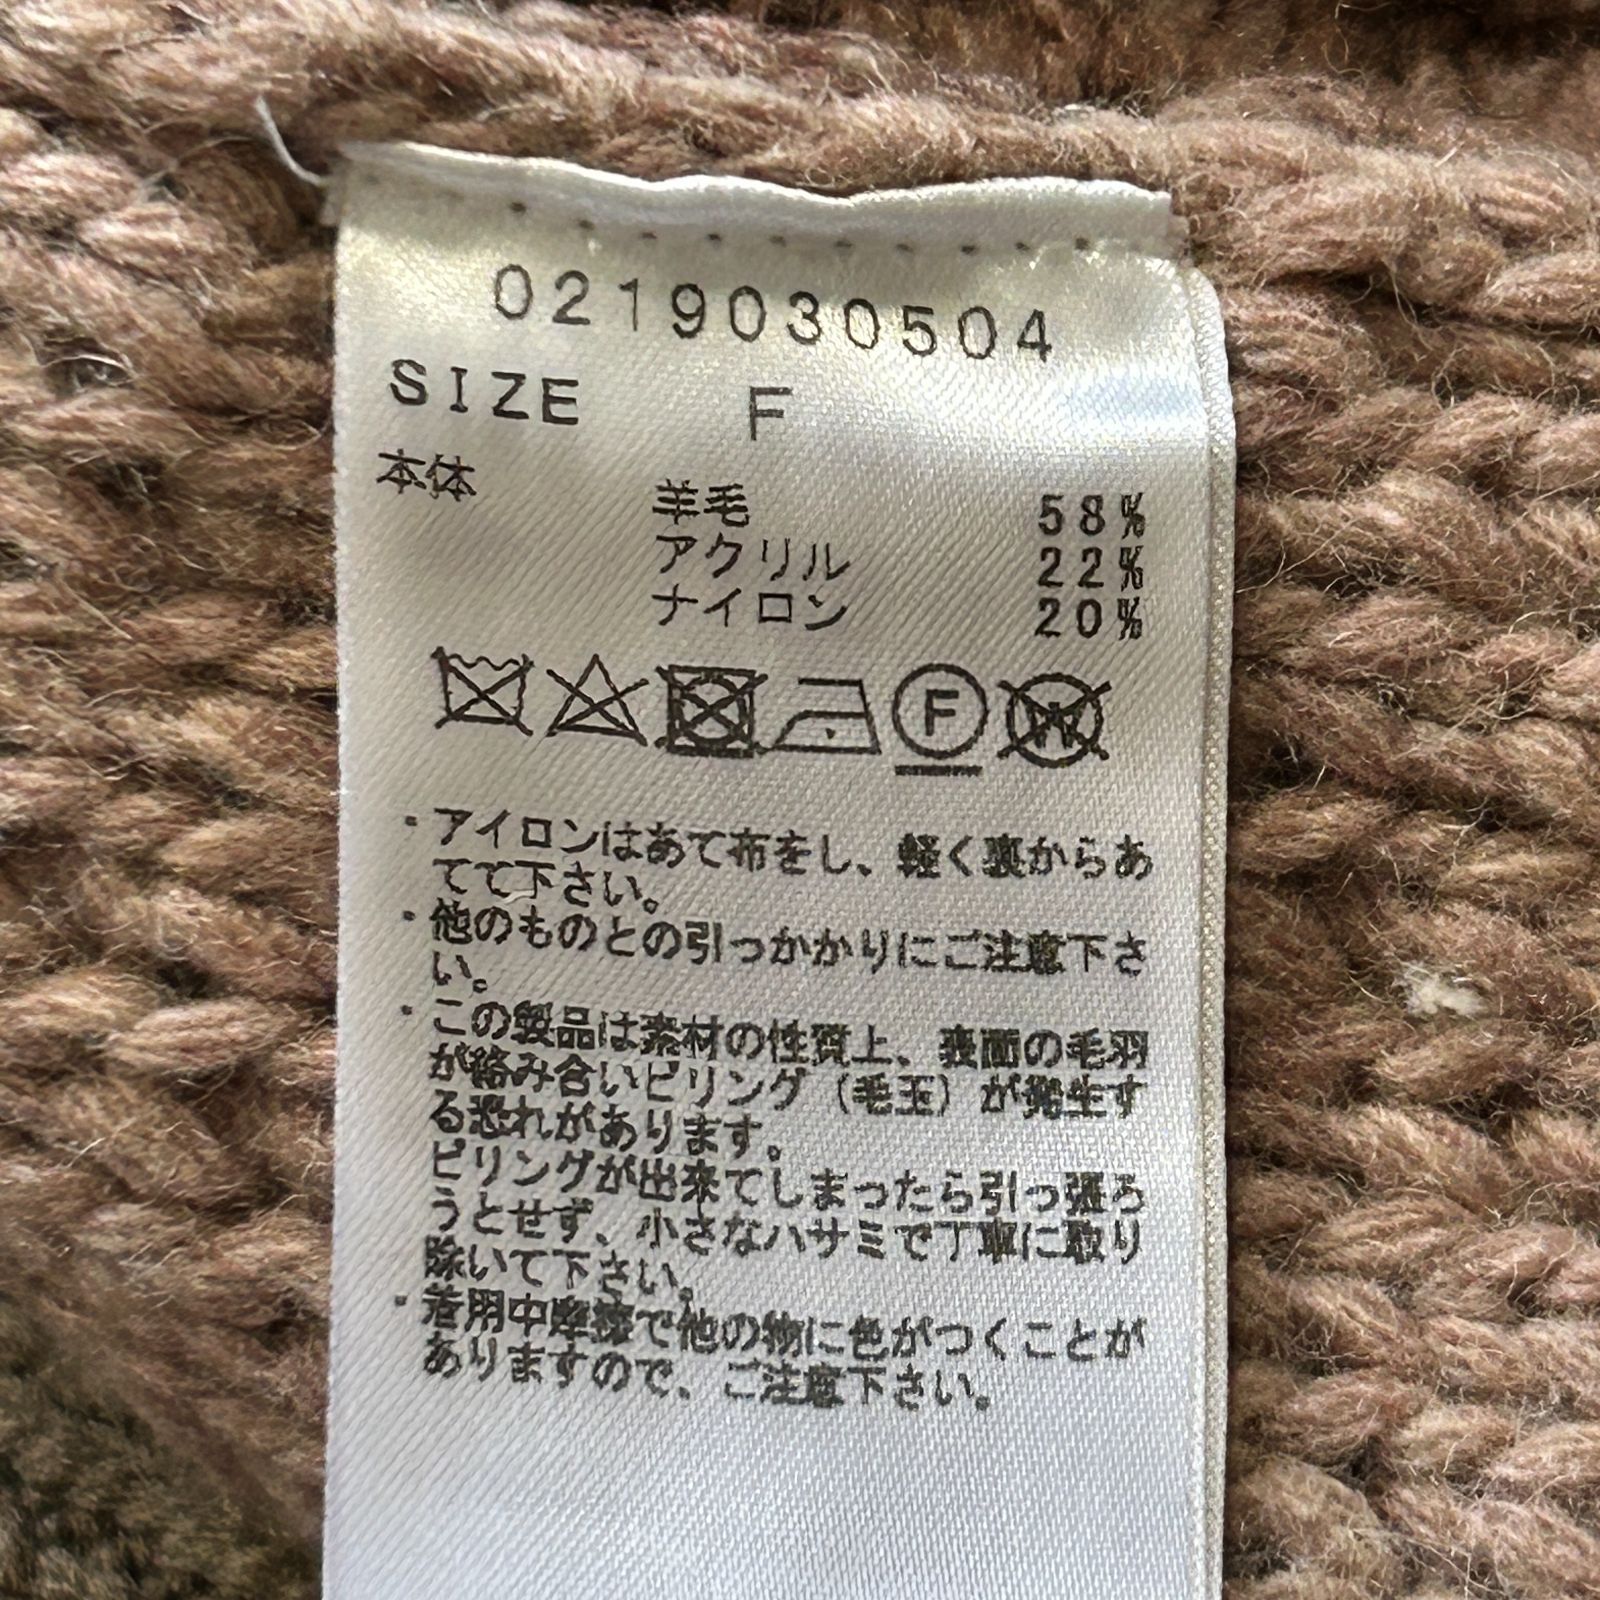 0219030504
SIZE F
本体
羊毛 58%
アクリル 22%
ナイロン 20%
F
W
・アイロンはあて布をし、軽く裏からあ
てて下さい。
・他のものとの引っかかりにご注意下さ
い。
・この製品は素材の性質上、表面の毛羽
が絡み合いピリング（毛玉）が発生す
る恐れがあります。
ピリングが出来てしまったら引っ張ろ
うとせず、小さなハサミで丁寧に取り
除いて下さい。
・着用中摩擦で他の物に色がつくことが
ありますので、ご注意下さい。